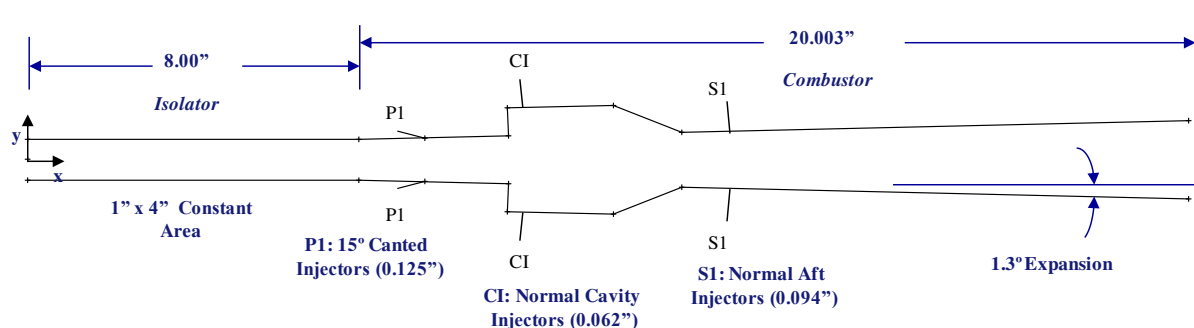 20.003”
8.00”
Combustor
CI
S1
Isolator
P1
y
x
1” x 4” Constant
Area
P1
P1: 15º Canted
Injectors (0.125”)
CI
CI: Normal Cavity
Injectors (0.062”)
S1
S1: Normal Aft
Injectors (0.094”)
1.3º Expansion